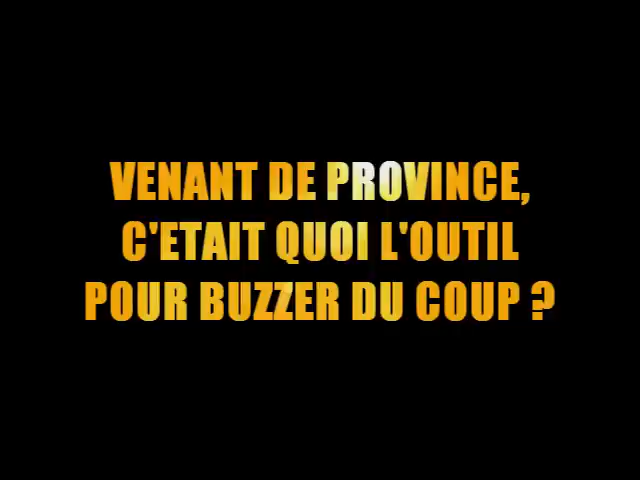 VENANT DE PROVINCE,
C'ETAIT QUOI L'OUTIL
POUR BUZZER DU COUP ?